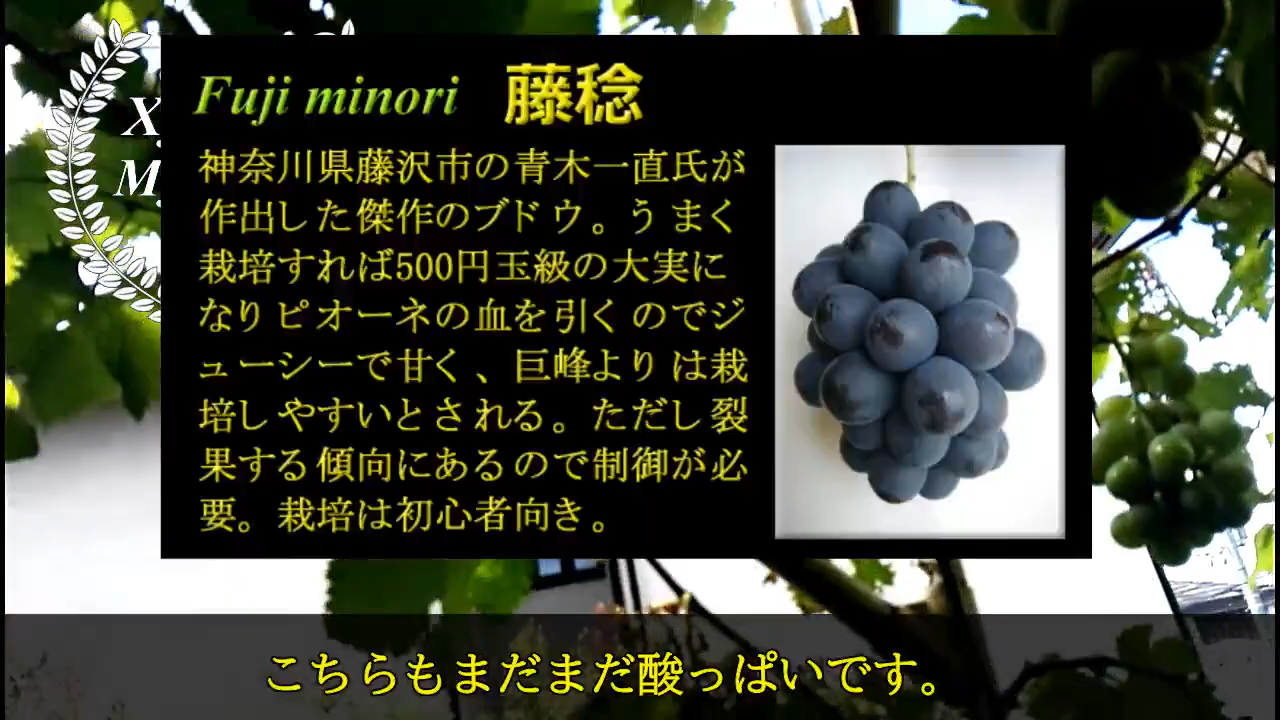 Fuji minori 藤稔
神奈川県藤沢市の青木一直氏が
作出した傑作のブドウ。うまく
栽培すれば500円玉級の大実に
なりピオーネの血を引くのでジ
ューシーで甘く、巨峰よりは栽
培しやすいとされる。ただし裂
果する傾向にあるので制御が必
要。栽培は初心者向き。
こちらもまだまだ酸っぱいです。